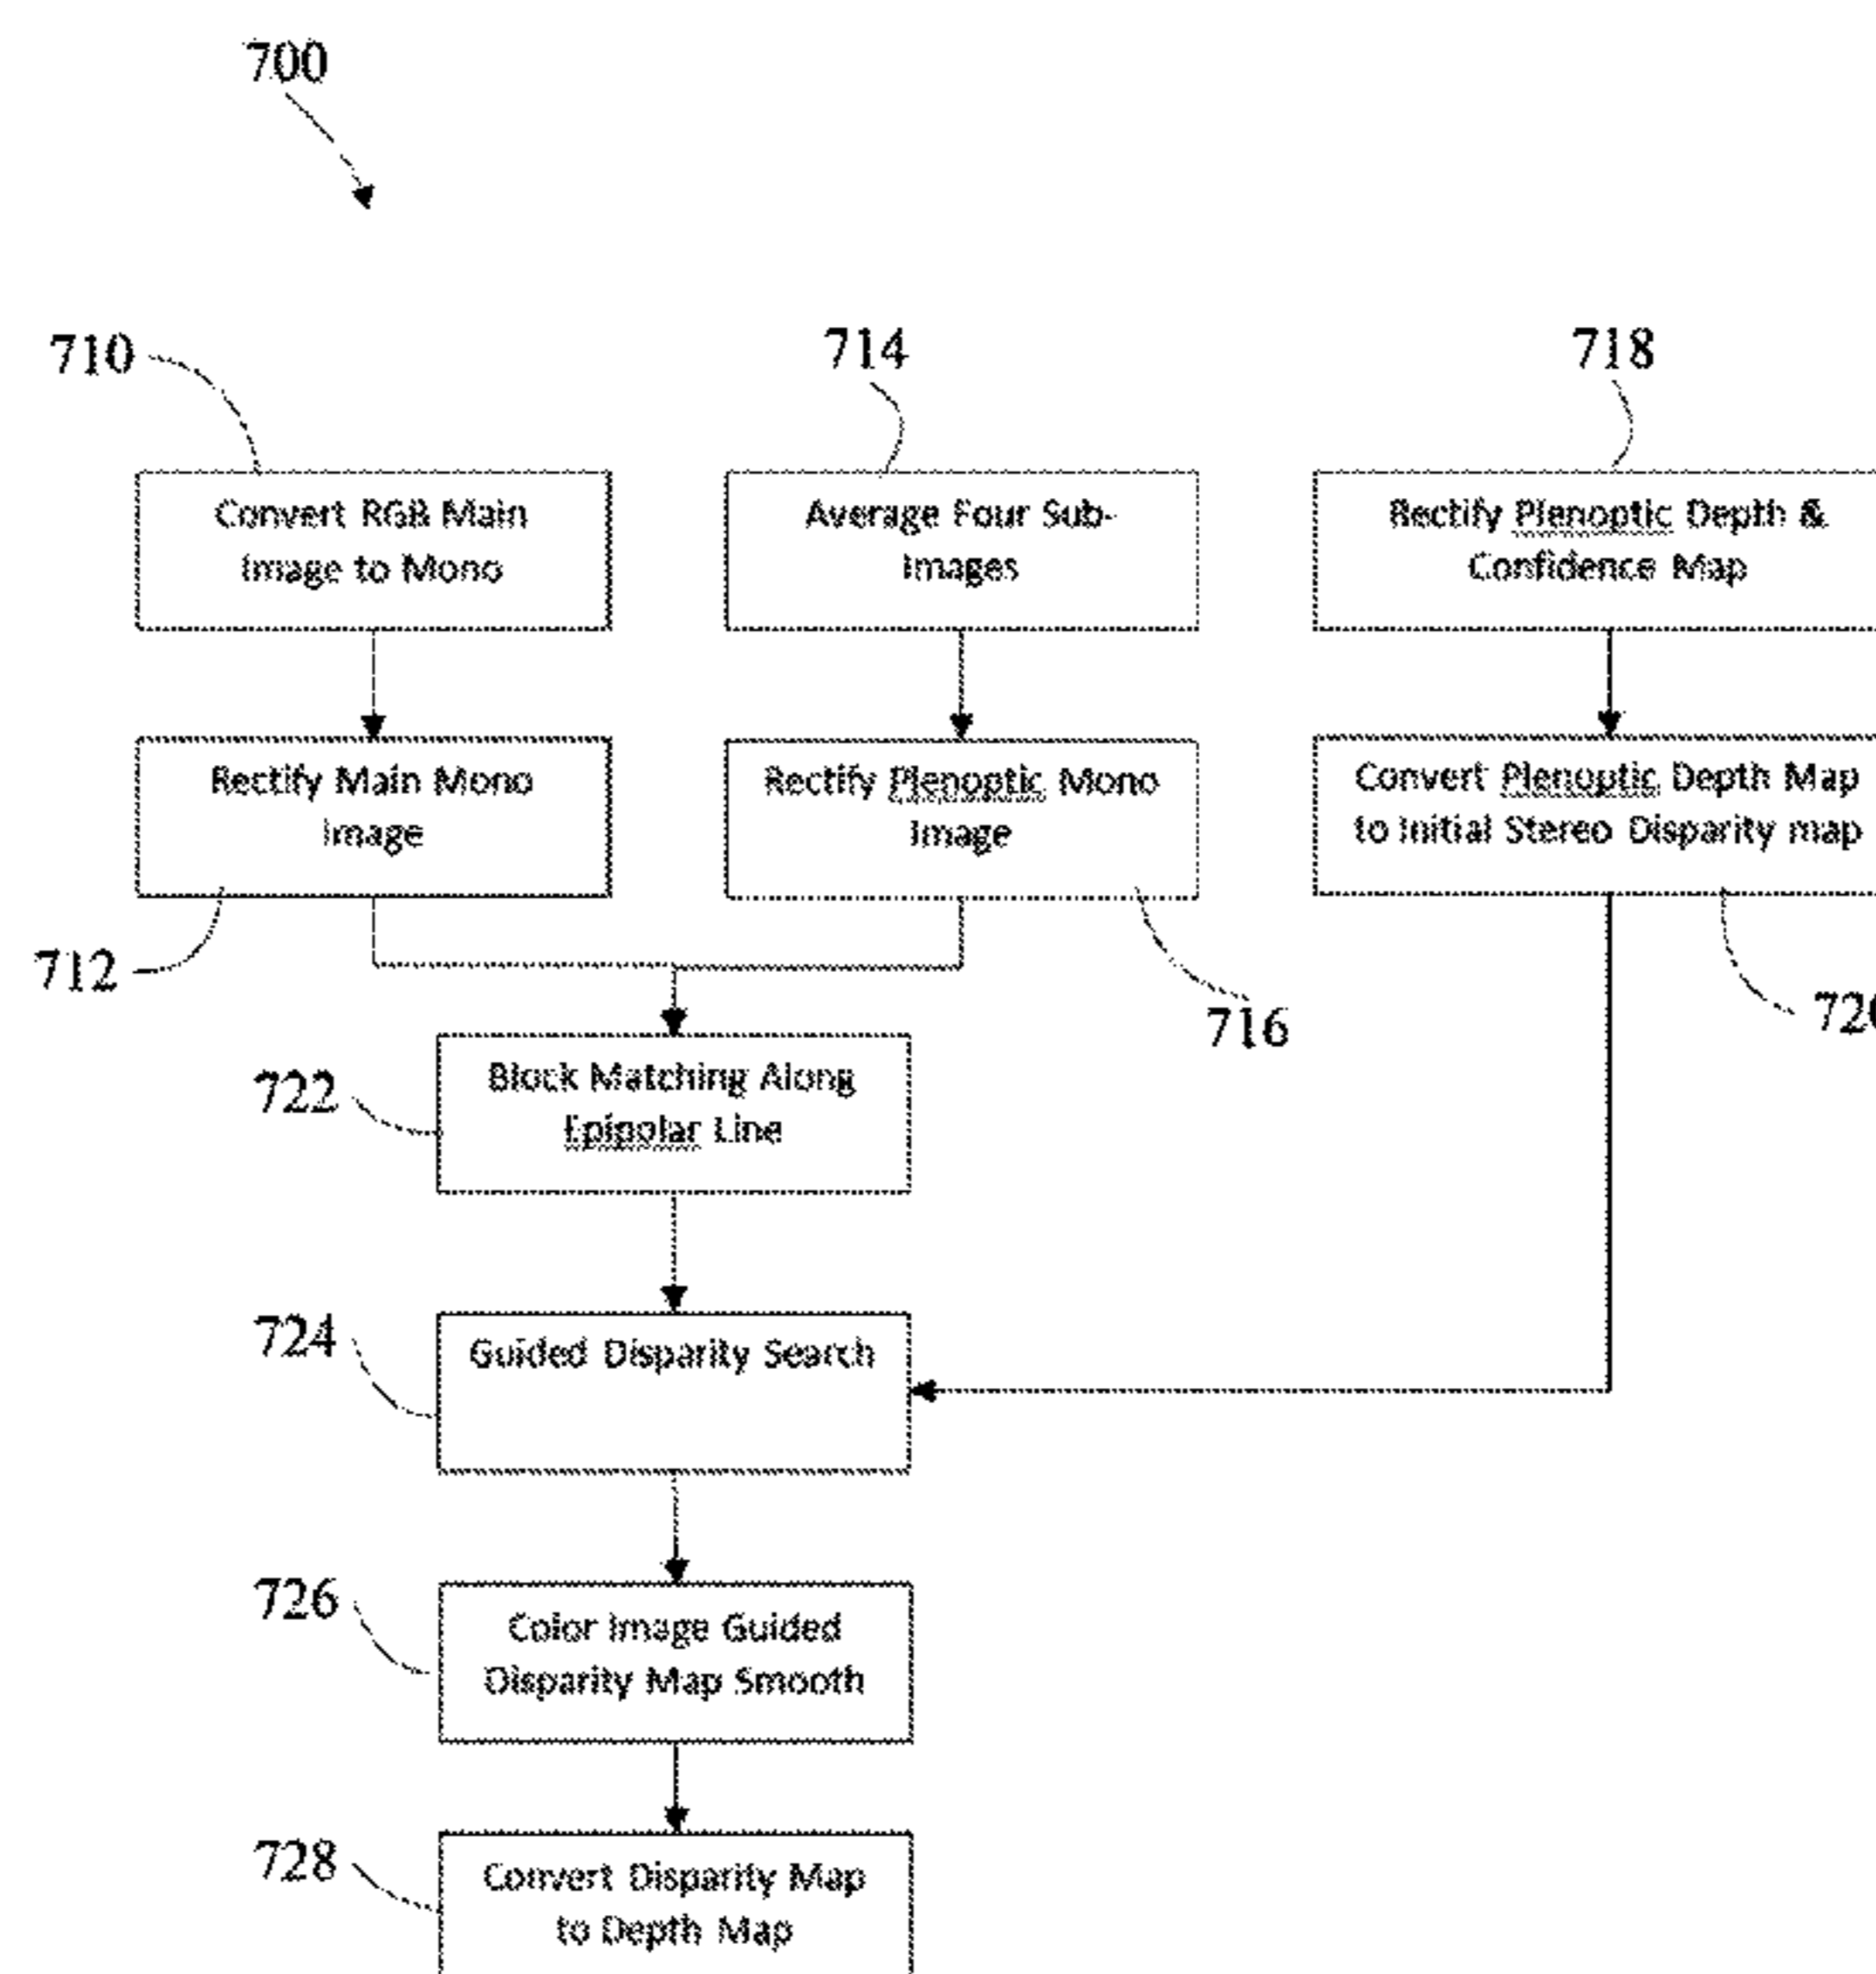 700
710
714
718
Convert RGB Main
Image to Mono
Average Four Sub-
Images
Rectify Plenoptic Depth &
Confidence Map
Rectify Main Mono
Image
Rectify Plenoptic Mono
Image
Convert Plenoptic Depth Map
to Initial Stereo Disparity map
712
716
720
722
Block Matching Along
Epipolar Line
724
Guided Disparity Search
726
Color Image Guided
Disparity Map Smooth
728
Convert Disparity Map
to Depth Map